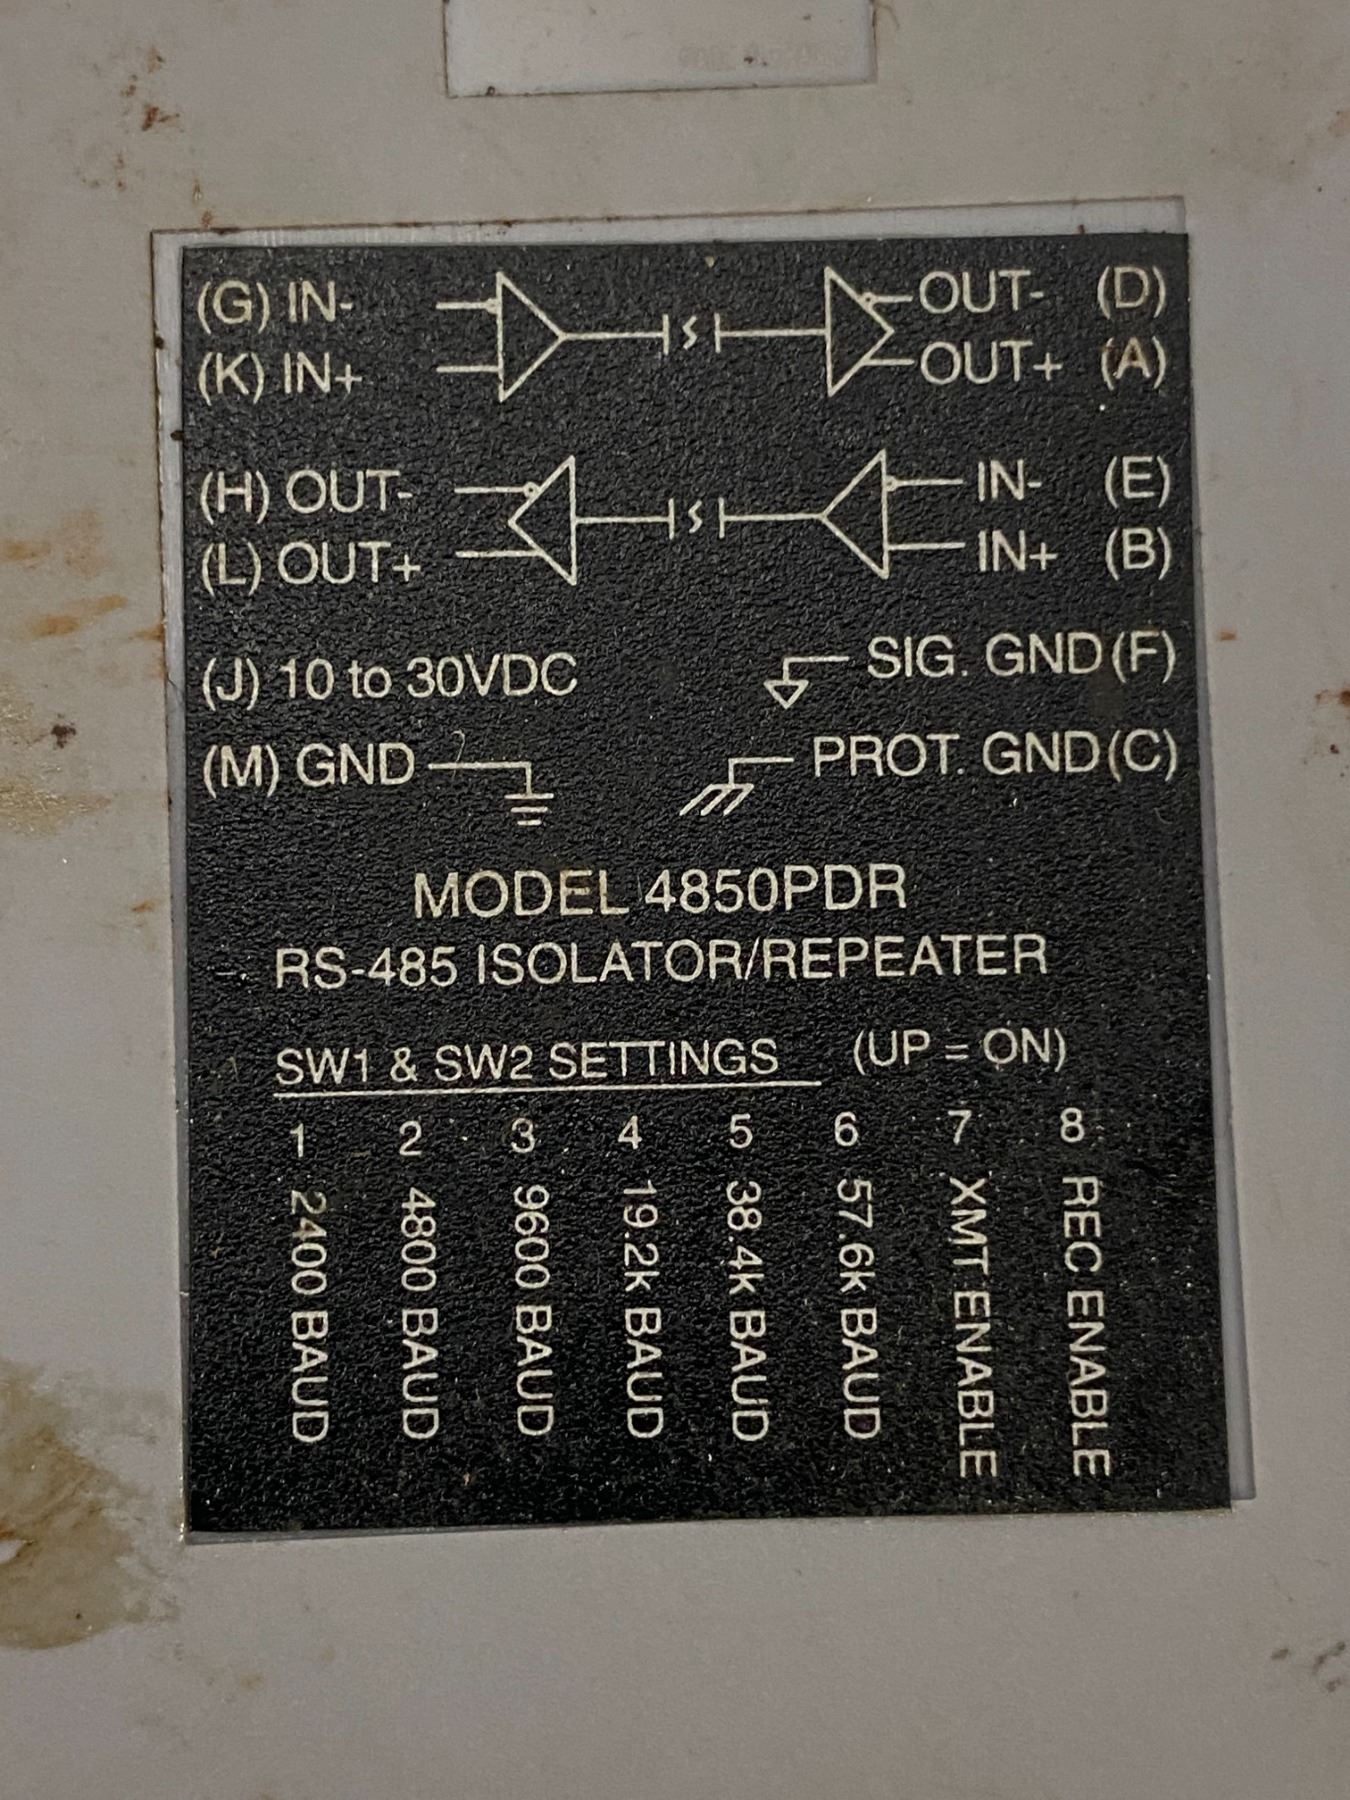 (G) IN- OUT- (D)
(K) IN+ OUT+ (A)
(H) OUT- IN- (E)
(L) OUT+ IN+ (B)
(J) 10 to 30VDC SIG. GND (F)
(M) GND PROT. GND (C)
MODEL 4850PDR
RS-485 ISOLATOR/REPEATER
SW1 & SW2 SETTINGS (UP = ON)
1 2 3 4 5 6 7 8
2400 BAUD
4800 BAUD
9600 BAUD
19.2k BAUD
38.4k BAUD
57.6k BAUD
XMT ENABLE
REC ENABLE